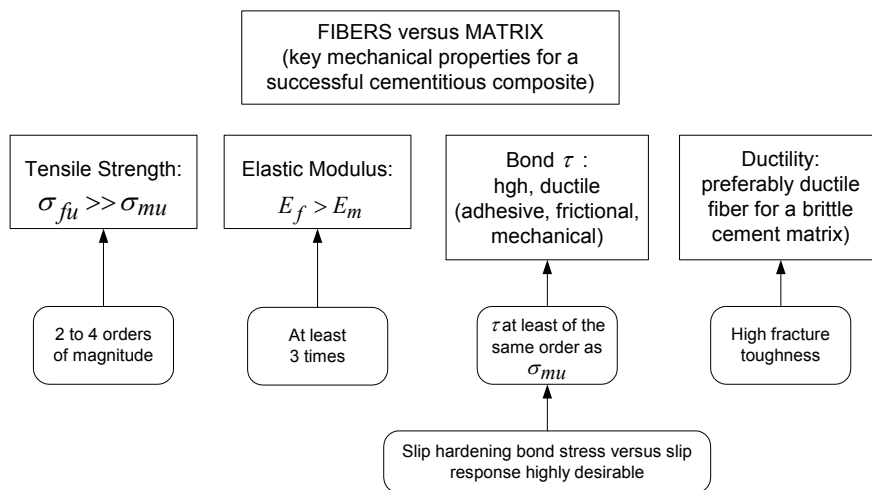 FIBERS versus MATRIX
(key mechanical properties for a
successful cementitious composite)
Tensile Strength:
σfu >> σmu
2 to 4 orders
of magnitude
Elastic Modulus:
Ef > Em
At least
3 times
Bond τ :
hgh, ductile
(adhesive, frictional,
mechanical)
τ at least of the
same order as
σmu
Slip hardening bond stress versus slip
response highly desirable
Ductility:
preferably ductile
fiber for a brittle
cement matrix)
High fracture
toughness